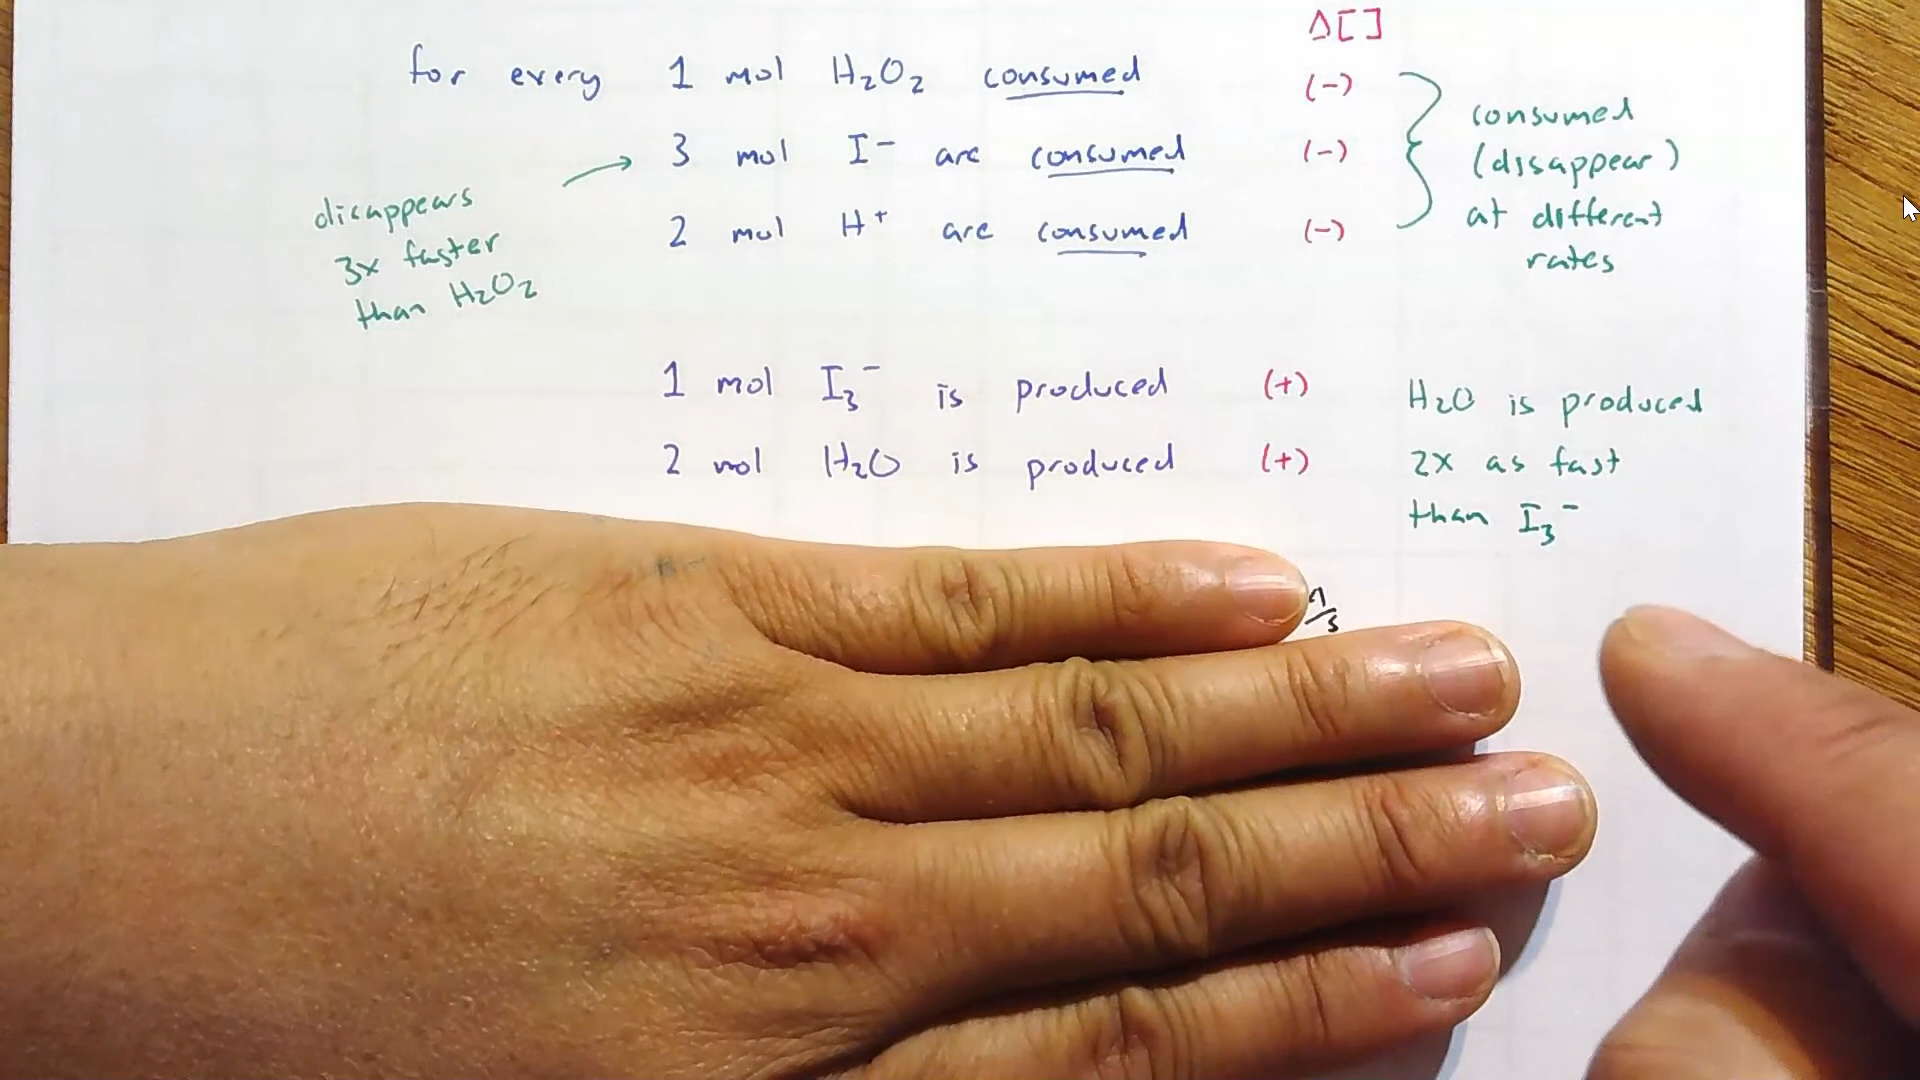 Δ[]
for every 1 mol H₂O₂ consumed (-)
3 mol I⁻ are consumed (-)
2 mol H⁺ are consumed (-)
consumed
(disappear)
at different
rates
disappears
3x faster
than H₂O₂
1 mol I₃⁻ is produced (+)
2 mol H₂O is produced (+)
H₂O is produced
2x as fast
than I₃⁻